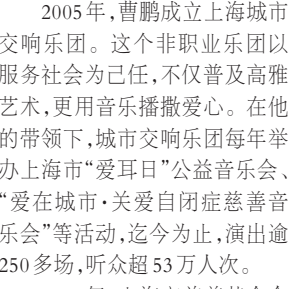 2005年,曹鹏成立上海城市
交响乐团。这个非职业乐团以
服务社会为己任,不仅普及高雅
艺术,更用音乐播撒爱心。在他
的带领下,城市交响乐团每年举
办上海市“爱耳日”公益音乐会、
“爱在城市·关爱自闭症慈善音
乐会”等活动,迄今为止,演出逾
250多场,听众超53万人次。